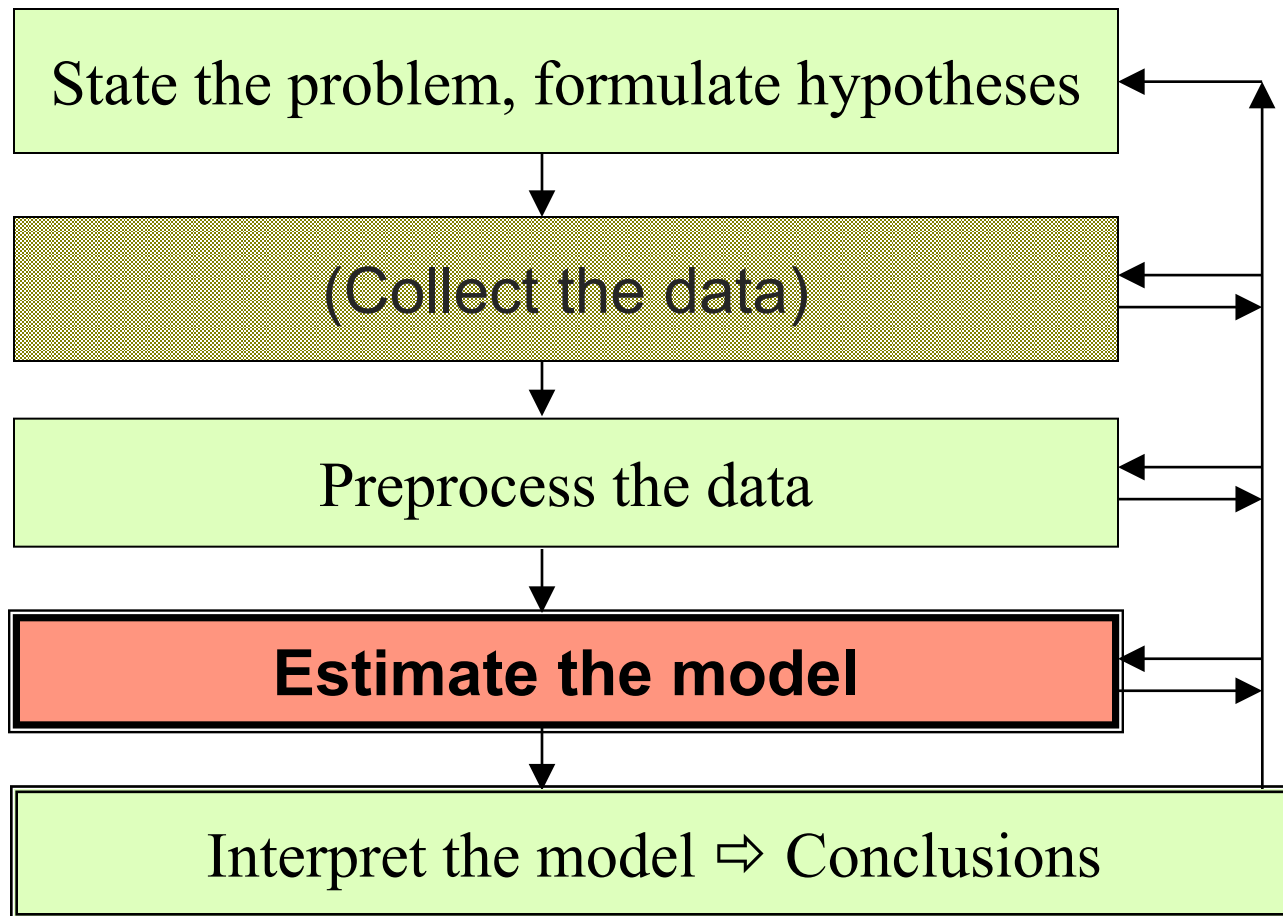 State the problem, formulate hypotheses
(Collect the data)
Preprocess the data
Estimate the model
Interpret the model ⇨ Conclusions